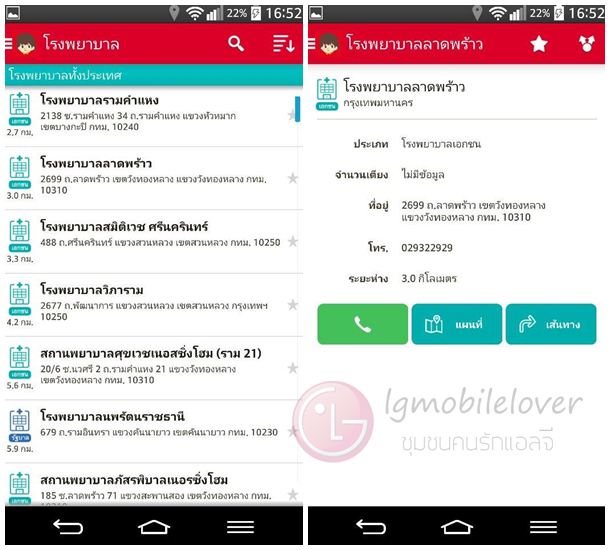 22% 16:52
โรงพยาบาล
โรงพยาบาลทั้งประเทศ
โรงพยาบาลรามคำแหง
2138 ซ.รามคำแหง 34 ถ.รามคำแหง แขวงหัวหมาก
เขตบางกะปิ กทม. 10240
เอกชน
2.7 กม.
โรงพยาบาลลาดพร้าว
2699 ถ.ลาดพร้าว เขตวังทองหลาง แขวงวังทองหลาง กทม.
10310
เอกชน
3.0 กม.
โรงพยาบาลสมิติเวช ศรีนครินทร์
488 ถ.ศรีนครินทร์ แขวงสวนหลวง เขตสวนหลวง กทม. 10250
เอกชน
3.3 กม.
โรงพยาบาลวิภาราม
2677 ถ.พัฒนาการ แขวงสวนหลวง เขตสวนหลวง กรุงเทพฯ
10250
เอกชน
4.2 กม.
สถานพยาบาลศุขเวชเนอสซิ่งโฮม (ราม 21)
20/6 ซ.นวศรี 2 ถ.รามคำแหง 21 แขวงวังทองหลาง
เขตวังทองหลาง กทม. 10310
เอกชน
5.6 กม.
โรงพยาบาลนพรัตนราชธานี
679 ถ.รามอินทรา แขวงคันนายาว เขตคันนายาว กทม. 10230
รัฐบาล
5.9 กม.
สถานพยาบาลภัสรพิบาลเนอรซิ่งโฮม
185 ซ.ลาดพร้าว 71 แขวงสะพานสอง เขตวังทองหลาง กทม.
เอกชน
22% 16:52
โรงพยาบาลลาดพร้าว
โรงพยาบาลลาดพร้าว
กรุงเทพมหานคร
เอกชน
ประเภท โรงพยาบาลเอกชน
จำนวนเตียง ไม่มีข้อมูล
ที่อยู่ 2699 ถ.ลาดพร้าว เขตวังทองหลาง
แขวงวังทองหลาง กทม. 10310
โทร. 029322929
ระยะห่าง 3.0 กิโลเมตร
แผนที่
เส้นทาง
LG
lgmobilelover
ชุมชนคนรักแอลจี